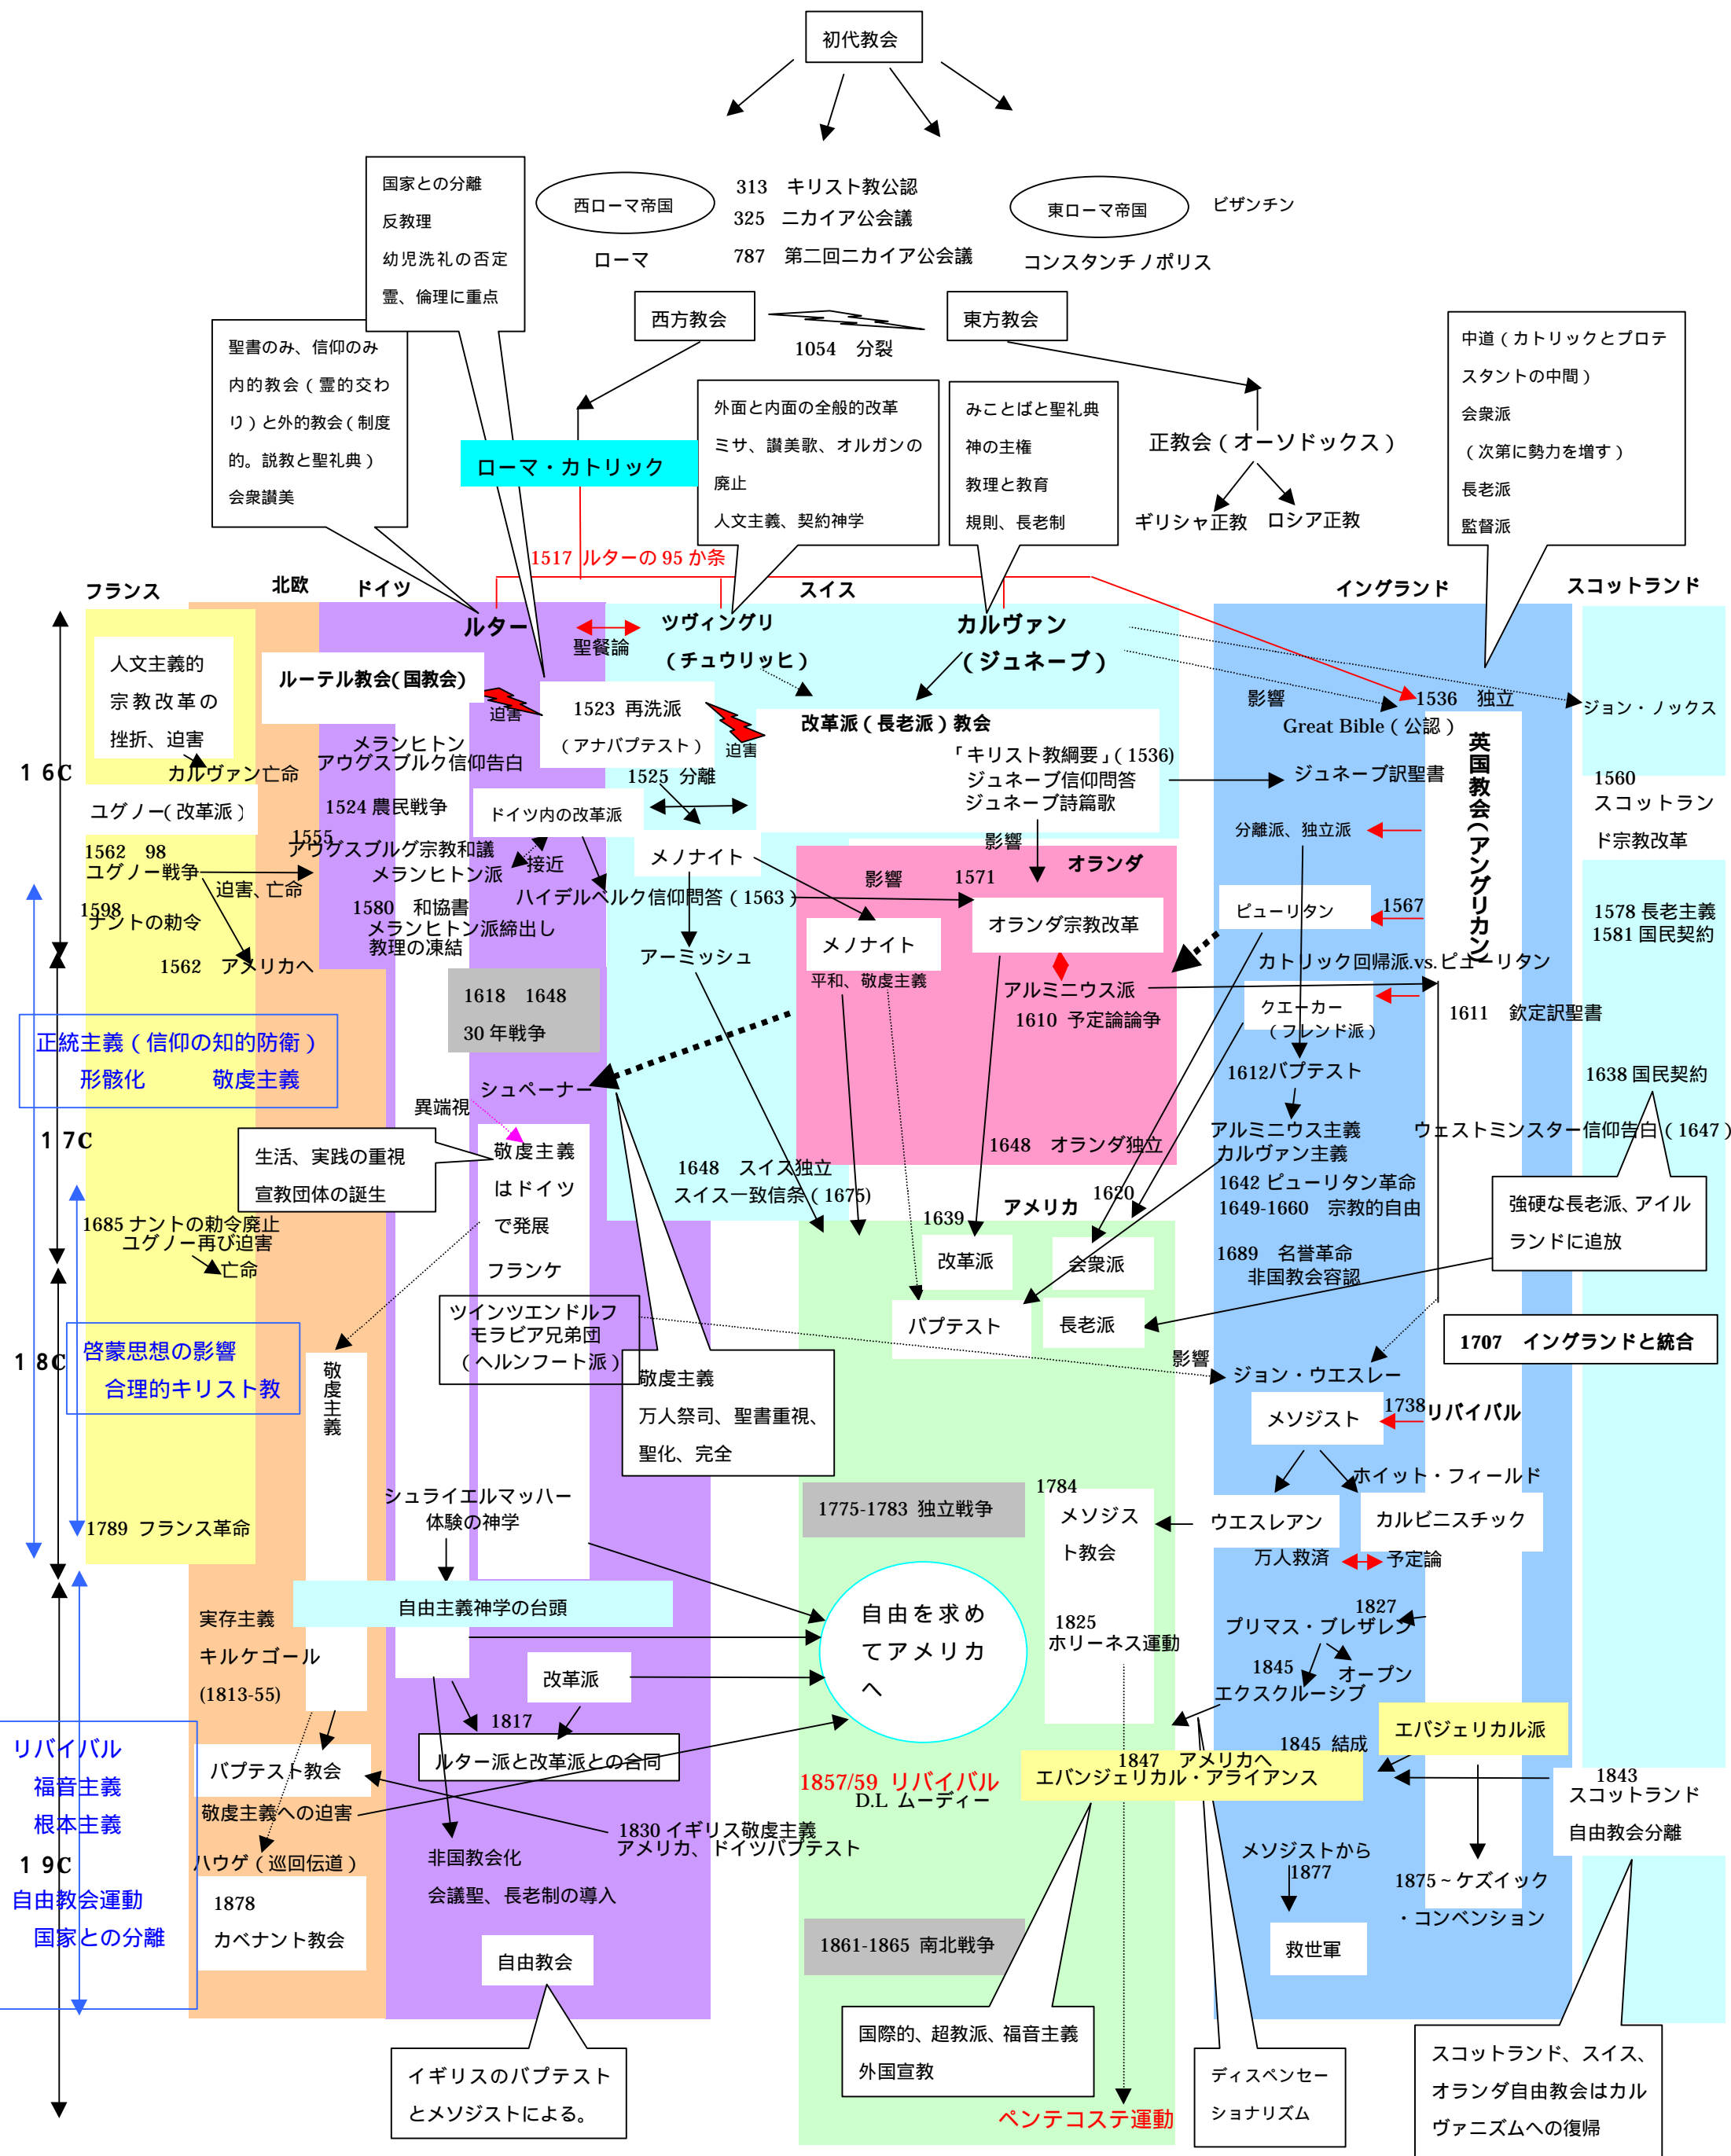 初代教会
国家との分離
反教理
幼児洗礼の否定
霊、倫理に重点
西ローマ帝国
ローマ
313 キリスト教公認
325 ニカイア公会議
787 第二回ニカイア公会議
東ローマ帝国
ビザンチン
コンスタンチノポリス
西方教会
1054 分裂
東方教会
聖書のみ、信仰のみ
内的教会（霊的交わ
り）と外的教会（制度
的。説教と聖礼典）
会衆讃美
ローマ・カトリック
外面と内面の全般的改革
ミサ、讃美歌、オルガンの
廃止
人文主義、契約神学
みことばと聖礼典
神の主権
教理と教育
規則、長老制
正教会（オーソドックス）
ギリシャ正教
ロシア正教
中道（カトリックとプロテ
スタントの中間）
会衆派
（次第に勢力を増す）
長老派
監督派
1517 ルターの 95 か条
フランス
北欧
ドイツ
スイス
イングランド
スコットランド
16C
人文主義的
宗教改革の
挫折、迫害
カルヴァン亡命
ユグノー（改革派）
1562 98
ユグノー戦争
迫害、亡命
1598
ナントの勅令
1562 アメリカへ
ルター
聖餐論
ツヴィングリ
（チュウリッヒ）
カルヴァン
（ジュネーブ）
ルーテル教会(国教会)
迫害
1523 再洗派
（アナバプテスト）
迫害
改革派（長老派）教会
「キリスト教綱要」（1536)
ジュネーブ信仰問答
ジュネーブ詩篇歌
メランヒトン
アウグスブルク信仰告白
1524 農民戦争
1525 分離
ドイツ内の改革派
1555
アウグスブルグ宗教和議
メランヒトン派
接近
ハイデルベルク信仰問答（1563）
1580 和協書
メランヒトン派締出し
教理の凍結
メノナイト
アーミッシュ
影響
影響
オランダ
1571
オランダ宗教改革
メノナイト
平和、敬虔主義
アルミニウス派
1610 予定論論争
1648 オランダ独立
影響
1536 独立
Great Bible（公認）
ジュネーブ訳聖書
英国教会（アングリカン）
分離派、独立派
ピューリタン
1567
カトリック回帰派.vs.ピューリタン
クエーカー
（フレンド派）
1611 欽定訳聖書
1612バプテスト
アルミニウス主義
カルヴァン主義
ウェストミンスター信仰告白（1647）
1642 ピューリタン革命
1649-1660 宗教的自由
1689 名誉革命
非国教会容認
ジョン・ノックス
1560
スコットラン
ド宗教改革
1578 長老主義
1581 国民契約
1638 国民契約
強硬な長老派、アイル
ランドに追放
1707 イングランドと統合
正統主義（信仰の知的防衛）
形骸化 敬虔主義
17C
1618 1648
30 年戦争
シュペーナー
異端視
敬虔主義
はドイツ
で発展
フランケ
生活、実践の重視
宣教団体の誕生
1648 スイス独立
スイス一致信条（1675)
1685 ナントの勅令廃止
ユグノー再び迫害
亡命
アメリカ
1620
1639
改革派
会衆派
バプテスト
長老派
ツインツエンドルフ
モラビア兄弟団
（ヘルンフート派）
敬虔主義
万人祭司、聖書重視、
聖化、完全
18C
啓蒙思想の影響
合理的キリスト教
敬虔主義
影響
ジョン・ウエスレー
メソジスト
1738
リバイバル
ホイット・フィールド
ウエスレアン
カルビニスチック
万人救済
予定論
シュライエルマッハー
体験の神学
1789 フランス革命
1775-1783 独立戦争
1784
メソジス
ト教会
自由主義神学の台頭
自由を求め
てアメリカ
へ
1825
ホリーネス運動
1827
プリマス・ブレザレン
1845
オープン
エクスクルーシブ
実存主義
キルケゴール
(1813-55)
改革派
1817
ルター派と改革派との合同
バプテスト教会
敬虔主義への迫害
ハウゲ（巡回伝道）
1878
カベナント教会
1830 イギリス敬虔主義
アメリカ、ドイツバプテスト
非国教会化
会議聖、長老制の導入
自由教会
イギリスのバプテスト
とメソジストによる。
リバイバル
福音主義
根本主義
19C
自由教会運動
国家との分離
1857/59 リバイバル
D.L ムーディー
1847 アメリカへ
エバンジェリカル・アライアンス
1845 結成
エバジェリカル派
1843
スコットランド
自由教会分離
メソジストから
1877
救世軍
1875～ケズイック
・コンベンション
1861-1865 南北戦争
国際的、超教派、福音主義
外国宣教
ペンテコステ運動
ディスペンセー
ショナリズム
スコットランド、スイス、
オランダ自由教会はカル
ヴァニズムへの復帰